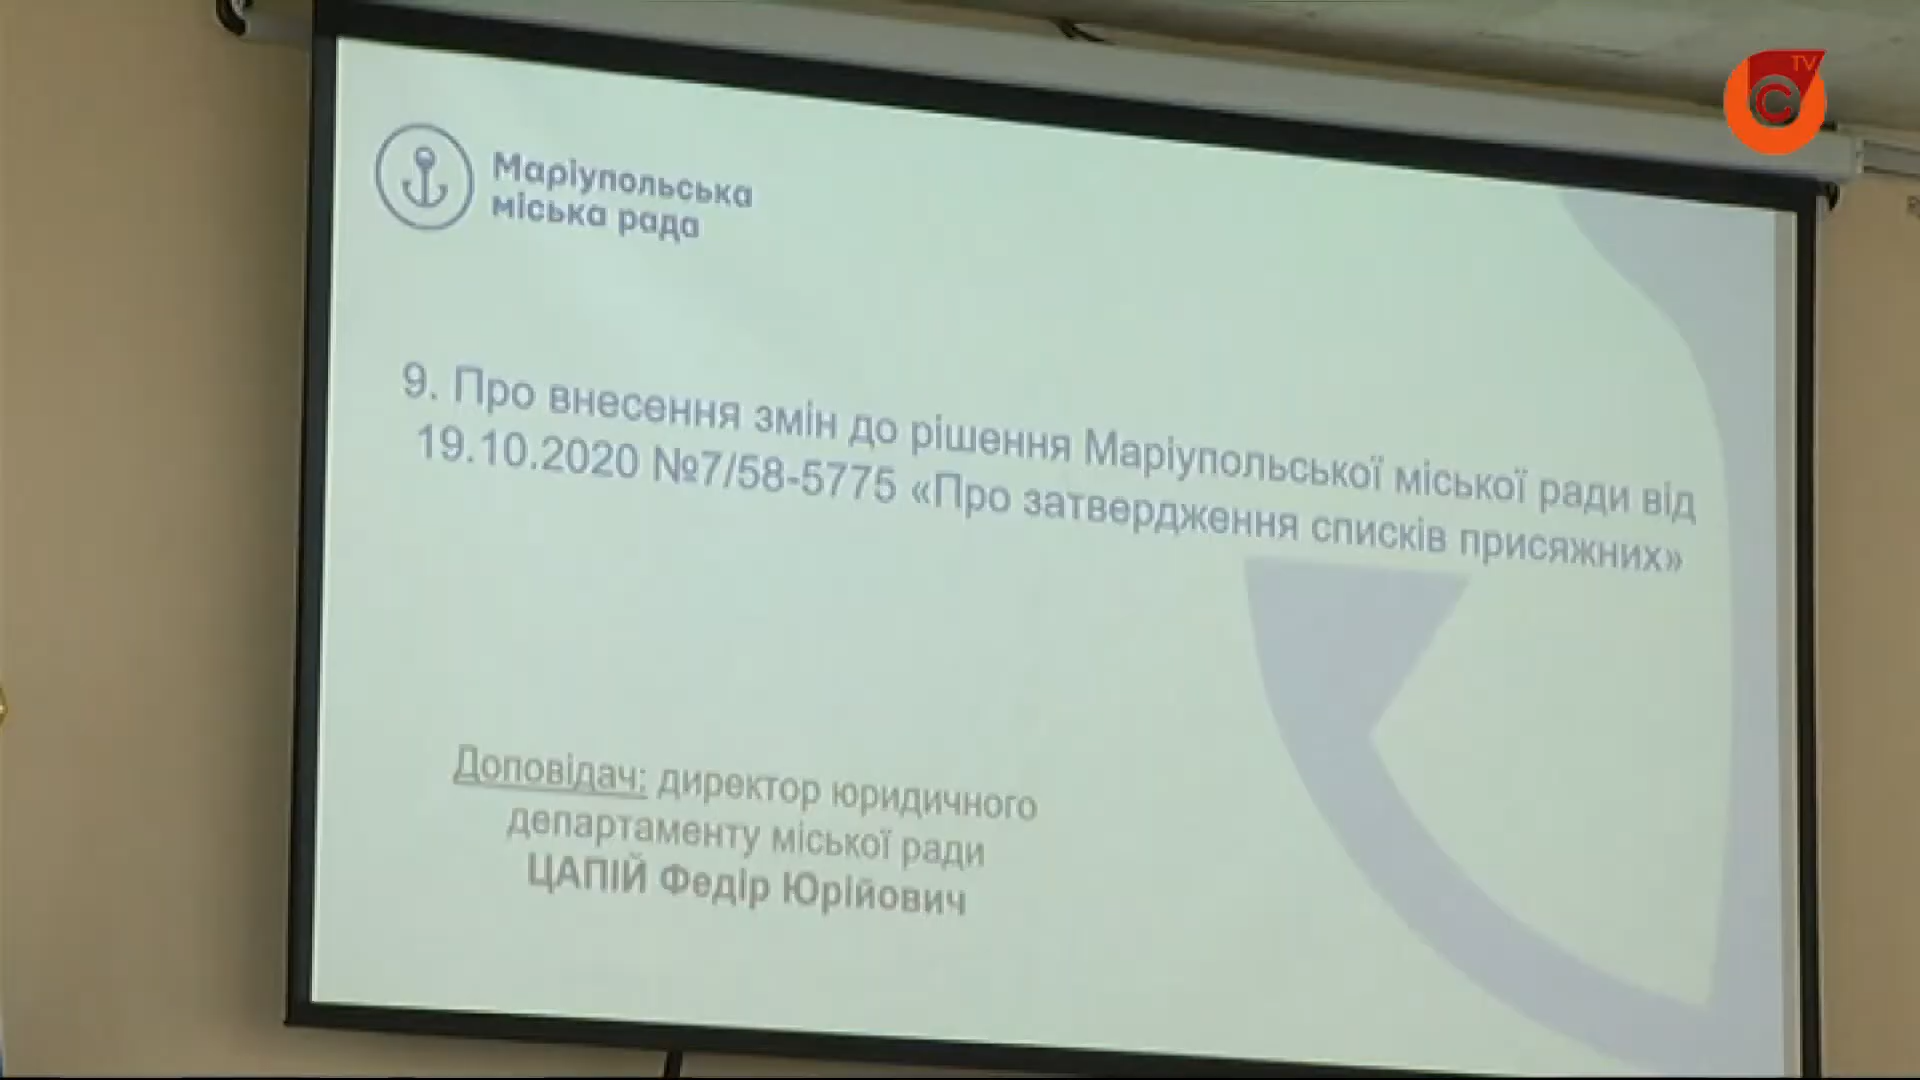 TV
C
Маріупольська
міська рада
9. Про внесення змін до рішення Маріупольської міської ради від
19.10.2020 №7/58-5775 «Про затвердження списків присяжних»
Доповідач: директор юридичного
департаменту міської ради
ЦАПІЙ Федір Юрійович